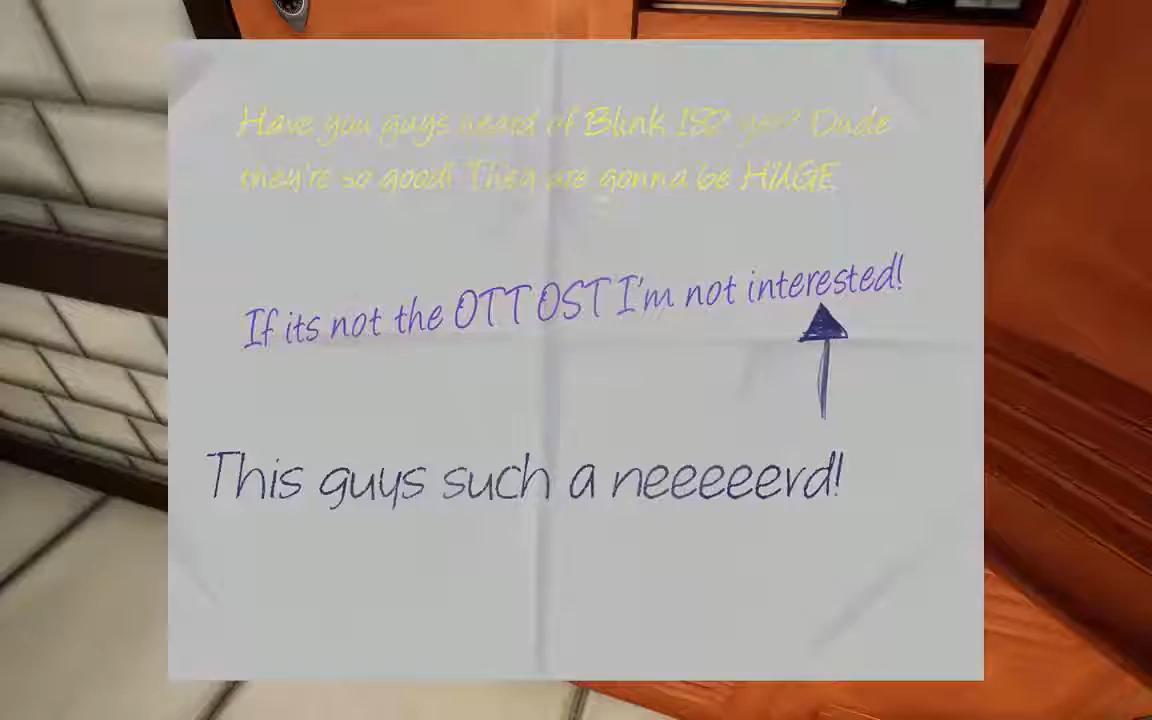 Have you guys heard of Blink 182 yet? Dude
they're so good! They are gonna be HUGE
If its not the OTT OST I'm not interested!
This guys such a neeeeerd!